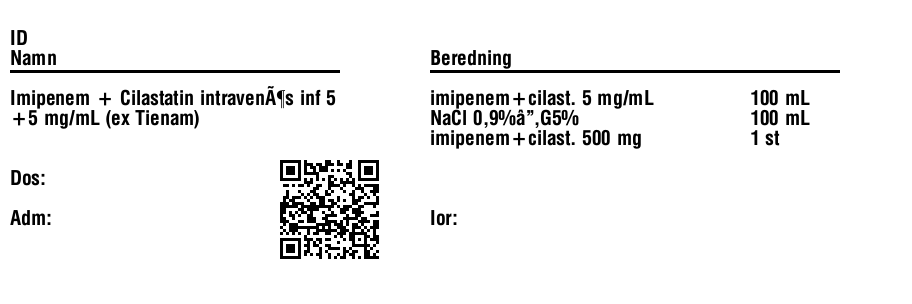 ID
Namn
Imipenem + Cilastatin intravenÃ¶s inf 5
+5 mg/mL (ex Tienam)
Dos:
Adm:
Beredning
imipenem+cilast. 5 mg/mL 100 mL
NaCl 0,9%â”‚G5% 100 mL
imipenem+cilast. 500 mg 1 st
Ior: